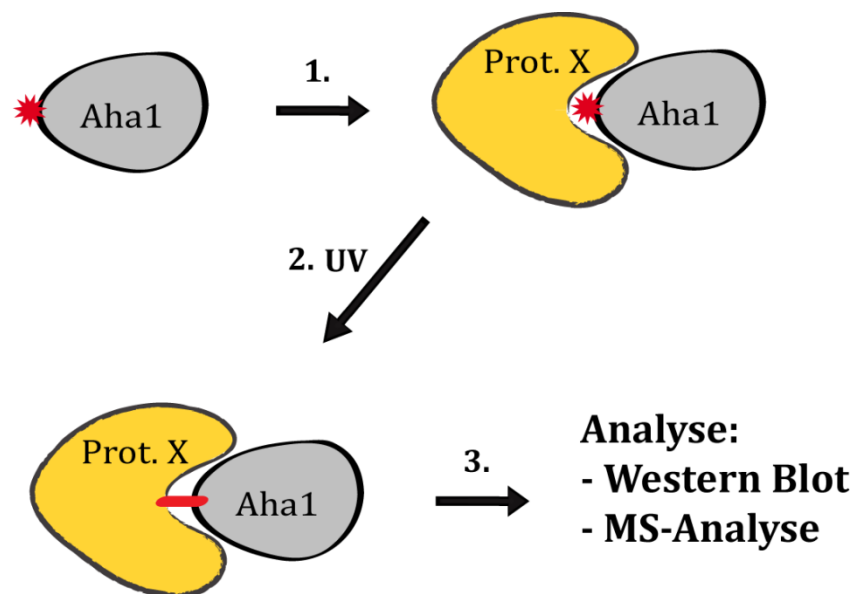 Aha1
1.
Prot. X
Aha1
2. UV
Prot. X
Aha1
3.
Analyse:
- Western Blot
- MS-Analyse